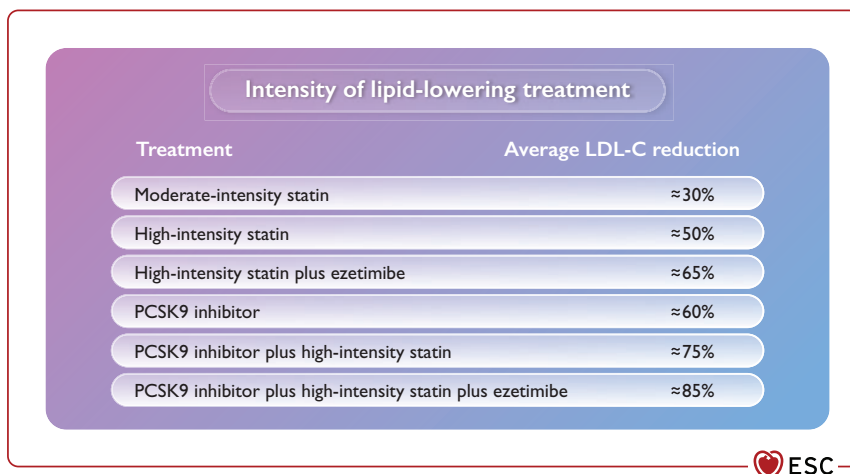 Intensity of lipid-lowering treatment
Treatment Average LDL-C reduction
Moderate-intensity statin ≈30%
High-intensity statin ≈50%
High-intensity statin plus ezetimibe ≈65%
PCSK9 inhibitor ≈60%
PCSK9 inhibitor plus high-intensity statin ≈75%
PCSK9 inhibitor plus high-intensity statin plus ezetimibe ≈85%
ESC